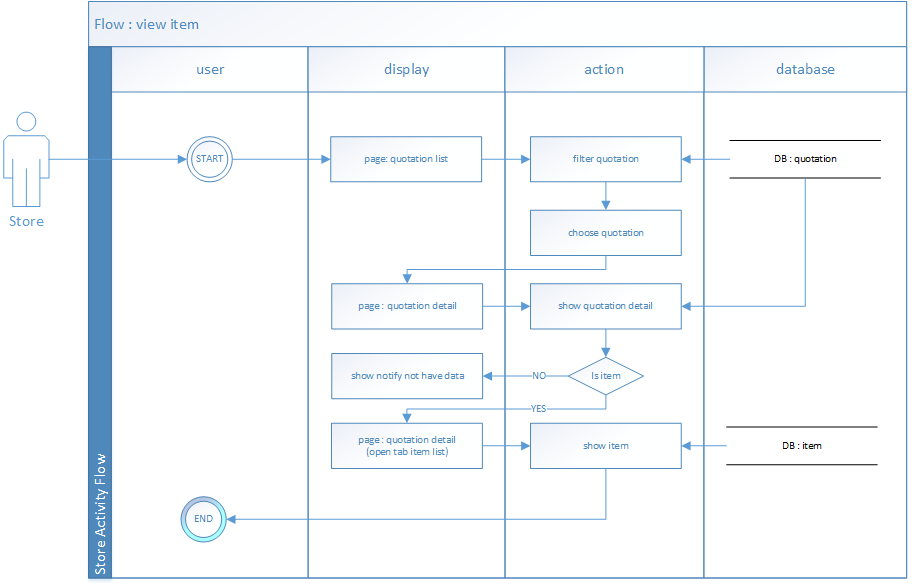 Flow : view item
user
display
action
database
START
page: quotation list
filter quotation
DB : quotation
Store
choose quotation
page : quotation detail
show quotation detail
show notify not have data
NO
Is item
YES
page : quotation detail
(open tab item list)
show item
DB : item
END
Store Activity Flow